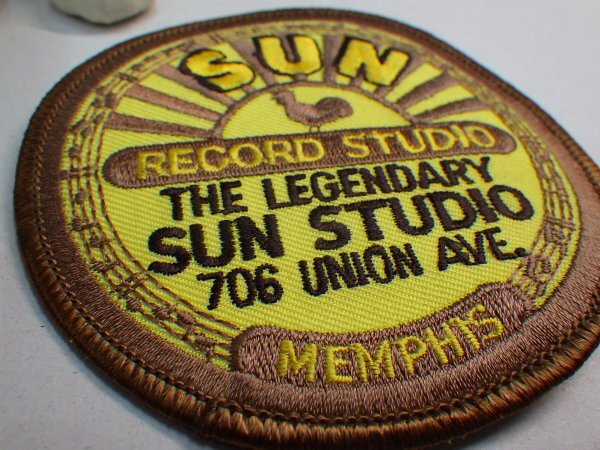 SUN
RECORD STUDIO
THE LEGENDARY
SUN STUDIO
706 UNION AVE.
MEMPHIS